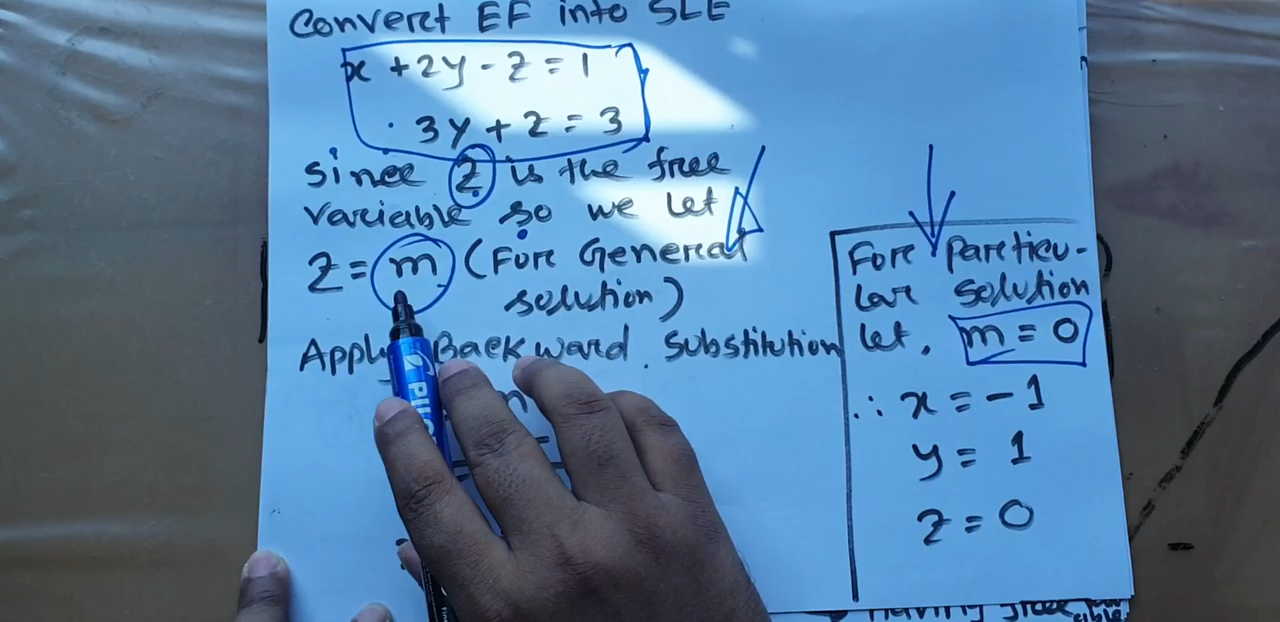 Convert EF into SLE
x + 2y - z = 1
3y + z = 3
since z is the free
variable so we let
z = m (For General
solution)
Apply Backward substitution
For particu-
lar solution
let, m = 0
∴ x = -1
y = 1
z = 0